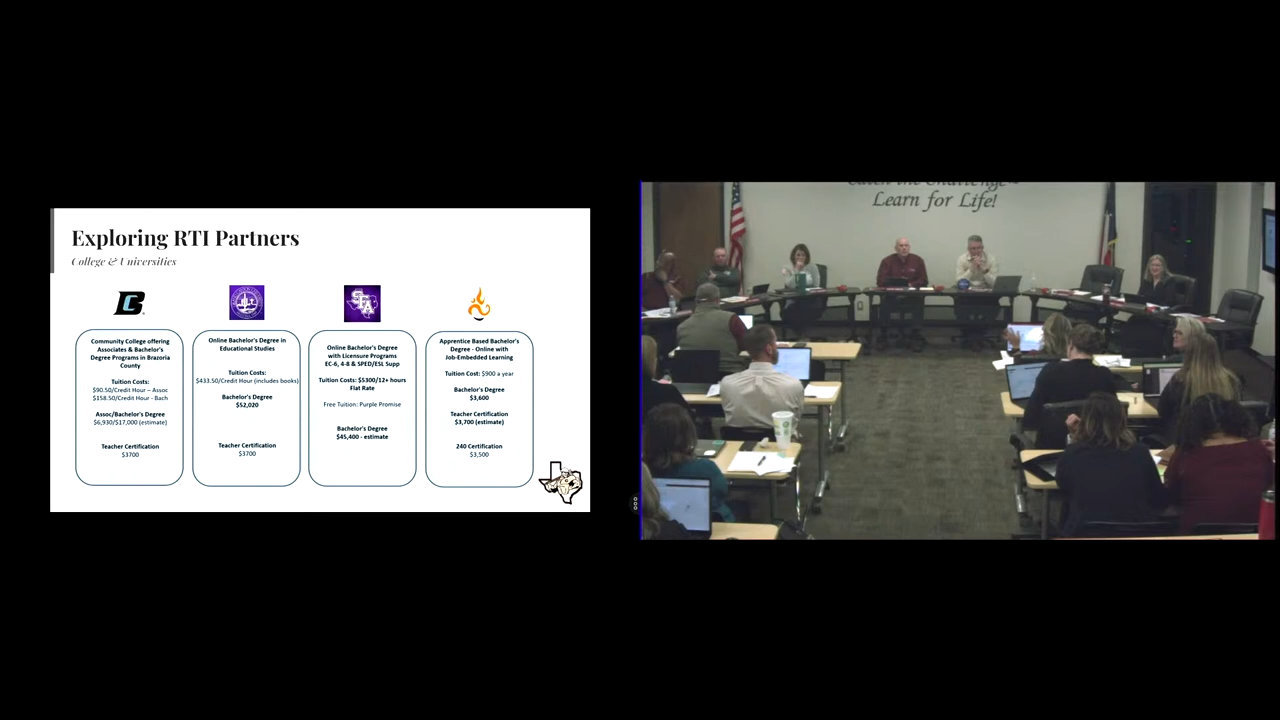 Exploring RTI Partners
College & Universities
Community College offering
Associates & Bachelor's
Degree Programs in Brazoria
County
Tuition Costs:
$90.50/Credit Hour – Assoc
$158.50/Credit Hour - Bach
Assoc/Bachelor's Degree
$6,930/$17,000 (estimate)
Teacher Certification
$3700
Online Bachelor's Degree in
Educational Studies
Tuition Costs:
$433.50/Credit Hour (includes books)
Bachelor's Degree
$52,020
Teacher Certification
$3700
SFA
Online Bachelor's Degree
with Licensure Programs
EC-6, 4-8 & SPED/ESL Supp
Tuition Costs: $5300/12+ hours
Flat Rate
Free Tuition: Purple Promise
Bachelor's Degree
$45,400 - estimate
Apprentice Based Bachelor's
Degree - Online with
Job-Embedded Learning
Tuition Cost: $900 a year
Bachelor's Degree
$3,600
Teacher Certification
$3,700 (estimate)
240 Certification
$3,500
Catch the Challenge
Learn for Life!